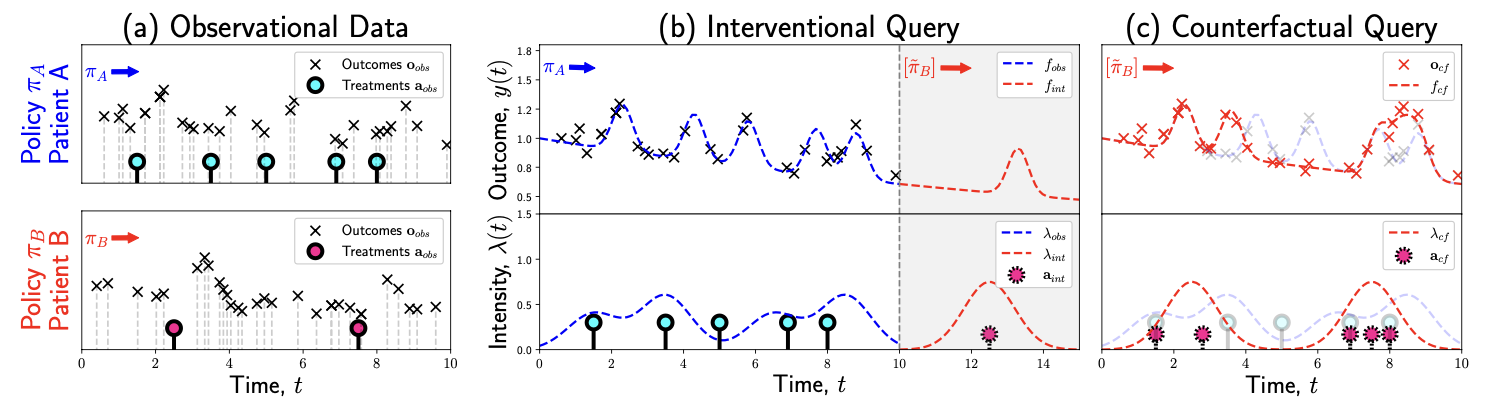 (a) Observational Data
Policy π_A
Patient A
π_A
Outcomes o_obs
Treatments a_obs
Policy π_B
Patient B
π_B
Outcomes o_obs
Treatments a_obs
0 2 4 6 8 10
Time, t
(b) Interventional Query
Outcome, y(t)
1.8
1.5
1.2
1.0
0.8
0.5
π_A
[π̃_B]
f_obs
f_int
Intensity, λ(t)
1.5
1.0
0.5
0.0
λ_obs
λ_int
a_int
0 2 4 6 8 10 12 14
Time, t
(c) Counterfactual Query
[π̃_B]
o_cf
f_cf
λ_cf
a_cf
0 2 4 6 8 10
Time, t